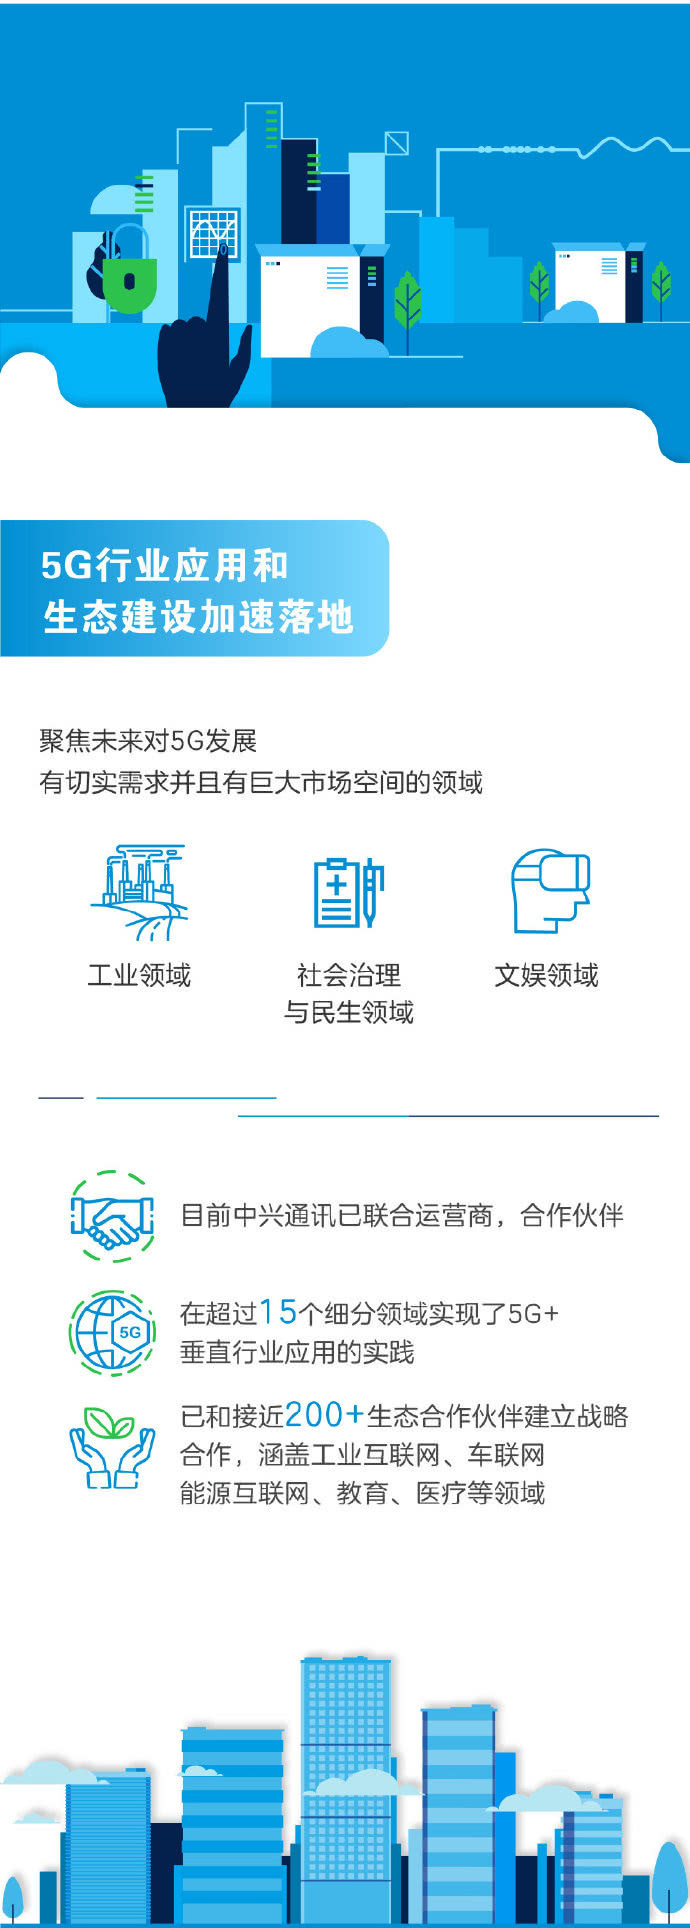 5G行业应用和
生态建设加速落地
聚焦未来对5G发展
有切实需求并且有巨大市场空间的领域
工业领域
社会治理
与民生领域
文娱领域
目前中兴通讯已联合运营商，合作伙伴
5G
在超过15个细分领域实现了5G+
垂直行业应用的实践
已和接近200+生态合作伙伴建立战略
合作，涵盖工业互联网、车联网
能源互联网、教育、医疗等领域